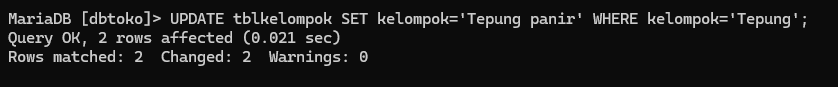 MariaDB [dbtoko]> UPDATE tblkelompok SET kelompok='Tepung panir' WHERE kelompok='Tepung';
Query OK, 2 rows affected (0.021 sec)
Rows matched: 2  Changed: 2  Warnings: 0